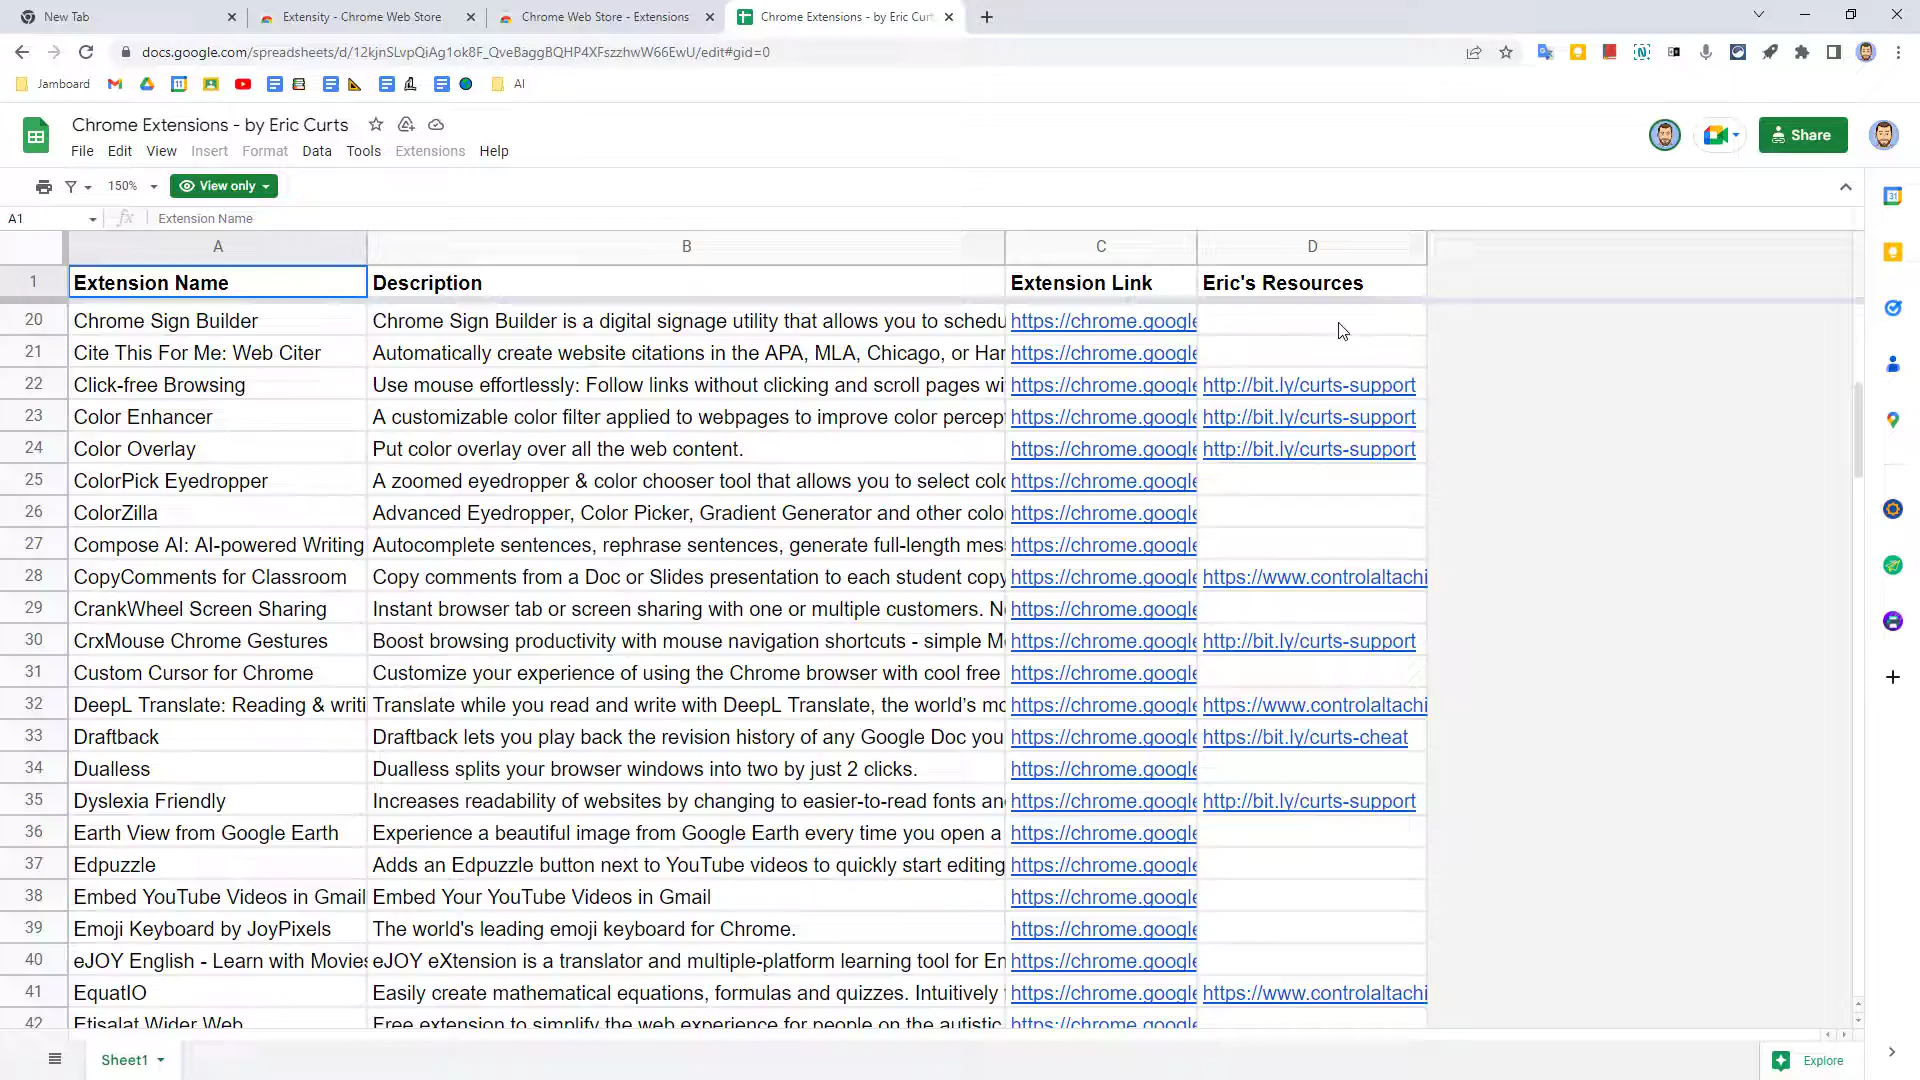 New Tab
Extensity - Chrome Web Store
Chrome Web Store - Extensions
Chrome Extensions - by Eric Curt
docs.google.com/spreadsheets/d/12kjnSLvpQiAg1ok8F_QveBaggBQHP4XFszzhwW66EwU/edit#gid=0
Jamboard
AI
Chrome Extensions - by Eric Curts
File Edit View Insert Format Data Tools Extensions Help
Share
150%
View only
A1
Extension Name
A B C D
1 Extension Name Description Extension Link Eric's Resources
20 Chrome Sign Builder Chrome Sign Builder is a digital signage utility that allows you to schedu https://chrome.google
21 Cite This For Me: Web Citer Automatically create website citations in the APA, MLA, Chicago, or Har https://chrome.google
22 Click-free Browsing Use mouse effortlessly: Follow links without clicking and scroll pages wi https://chrome.google http://bit.ly/curts-support
23 Color Enhancer A customizable color filter applied to webpages to improve color percep https://chrome.google http://bit.ly/curts-support
24 Color Overlay Put color overlay over all the web content. https://chrome.google http://bit.ly/curts-support
25 ColorPick Eyedropper A zoomed eyedropper & color chooser tool that allows you to select colo https://chrome.google
26 ColorZilla Advanced Eyedropper, Color Picker, Gradient Generator and other colo https://chrome.google
27 Compose AI: AI-powered Writing Autocomplete sentences, rephrase sentences, generate full-length mes https://chrome.google
28 CopyComments for Classroom Copy comments from a Doc or Slides presentation to each student copy https://chrome.google https://www.controlaltachi
29 CrankWheel Screen Sharing Instant browser tab or screen sharing with one or multiple customers. N https://chrome.google
30 CrxMouse Chrome Gestures Boost browsing productivity with mouse navigation shortcuts - simple M https://chrome.google http://bit.ly/curts-support
31 Custom Cursor for Chrome Customize your experience of using the Chrome browser with cool free https://chrome.google
32 DeepL Translate: Reading & writi Translate while you read and write with DeepL Translate, the world's mo https://chrome.google https://www.controlaltachi
33 Draftback Draftback lets you play back the revision history of any Google Doc you https://chrome.google https://bit.ly/curts-cheat
34 Dualless Dualless splits your browser windows into two by just 2 clicks. https://chrome.google
35 Dyslexia Friendly Increases readability of websites by changing to easier-to-read fonts an https://chrome.google http://bit.ly/curts-support
36 Earth View from Google Earth Experience a beautiful image from Google Earth every time you open a https://chrome.google
37 Edpuzzle Adds an Edpuzzle button next to YouTube videos to quickly start editing https://chrome.google
38 Embed YouTube Videos in Gmail Embed Your YouTube Videos in Gmail https://chrome.google
39 Emoji Keyboard by JoyPixels The world's leading emoji keyboard for Chrome. https://chrome.google
40 eJOY English - Learn with Movies eJOY eXtension is a translator and multiple-platform learning tool for En https://chrome.google
41 EquatIO Easily create mathematical equations, formulas and quizzes. Intuitively https://chrome.google https://www.controlaltachi
42 Etisalat Wider Web Free extension to simplify the web experience for people on the autistic https://chrome.google
Sheet1
Explore